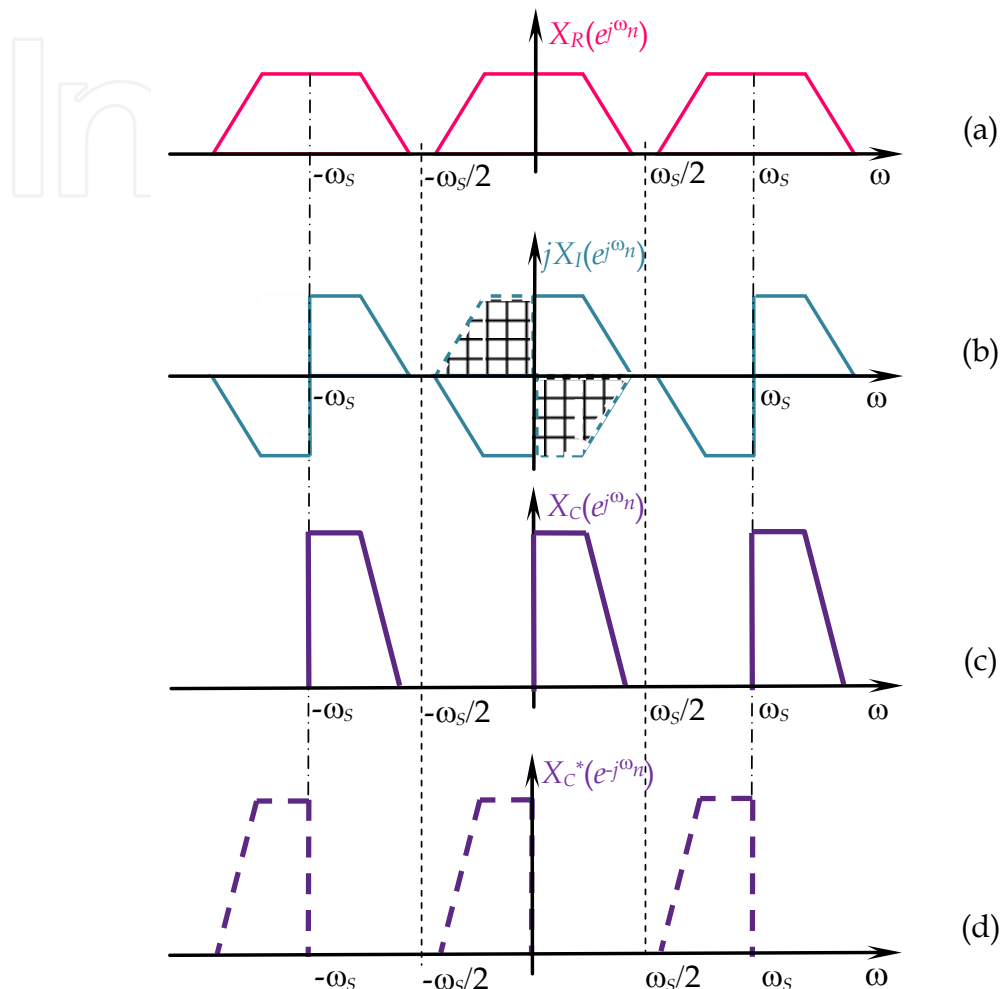 In
X_R(e^{jω_n})
(a)
-ω_S -ω_S/2 ω_S/2 ω_S ω
jX_I(e^{jω_n})
(b)
-ω_S ω_S ω
X_C(e^{jω_n})
(c)
-ω_S -ω_S/2 ω_S/2 ω_S ω
X_C*(e^{-jω_n})
(d)
-ω_S -ω_S/2 ω_S/2 ω_S ω